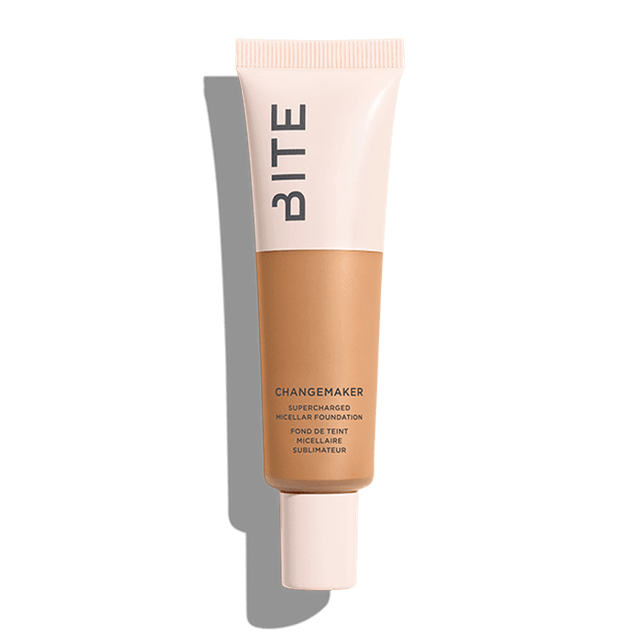 BITE
CHANGEMAKER
SUPERCHARGED
MICELLAR FOUNDATION
FOND DE TEINT
MICELLAIRE
SUBLIMATEUR